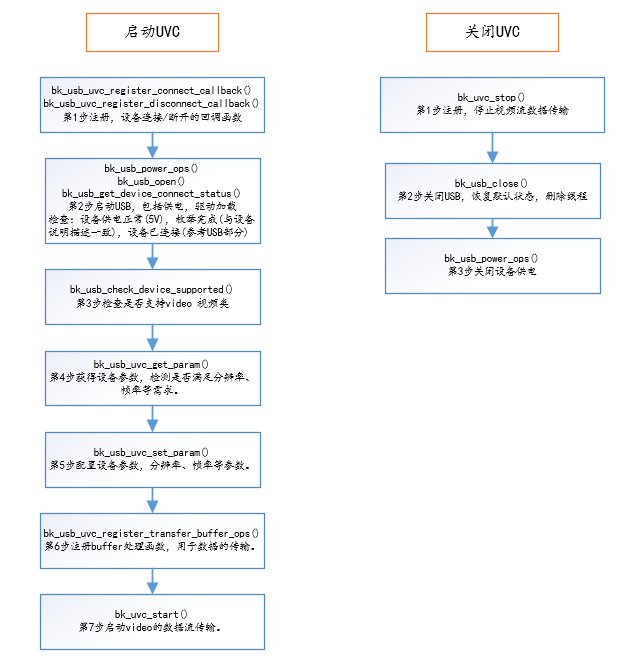 启动UVC
bk_usb_uvc_register_connect_callback()
bk_usb_uvc_register_disconnect_callback()
第1步注册，设备连接/断开的回调函数
bk_usb_power_ops()
bk_usb_open()
bk_usb_get_device_connect_status()
第2步启动USB，包括供电，驱动加载
检查：设备供电正常(5V)，枚举完成(与设备
说明描述一致)，设备已连接(参考USB部分)
bk_usb_check_device_supported()
第3步检查是否支持video 视频类
bk_usb_uvc_get_param()
第4步获得设备参数，检测是否满足分辨率、
帧率等需求。
bk_usb_uvc_set_param()
第5步配置设备参数，分辨率、帧率等参数。
bk_usb_uvc_register_transfer_buffer_ops()
第6步注册buffer处理函数，用于数据的传输。
bk_uvc_start()
第7步启动video的数据流传输。
关闭UVC
bk_uvc_stop()
第1步注册，停止视频流数据传输
bk_usb_close()
第2步关闭USB，恢复默认状态，删除线程
bk_usb_power_ops()
第3步关闭设备供电